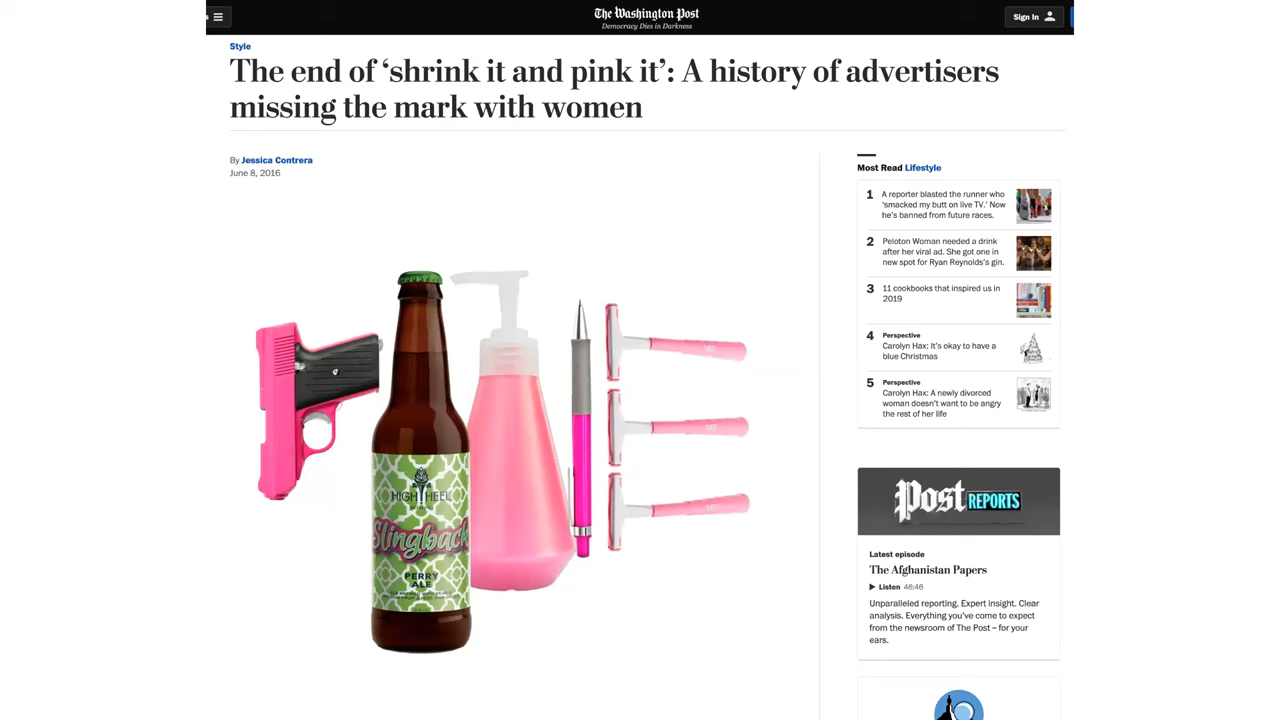 The Washington Post
Democracy Dies in Darkness
Sign In
Style
The end of ‘shrink it and pink it’: A history of advertisers
missing the mark with women
By Jessica Contrera
June 8, 2016
HIGH HEEL
Slingback
PERRY
ALE
Most Read Lifestyle
1 A reporter blasted the runner who
‘smacked my butt on live TV.’ Now
he's banned from future races.
2 Peloton Woman needed a drink
after her viral ad. She got one in
new spot for Ryan Reynolds's gin.
3 11 cookbooks that inspired us in
2019
4 Perspective
Carolyn Hax: It's okay to have a
blue Christmas
5 Perspective
Carolyn Hax: A newly divorced
woman doesn't want to be angry
the rest of her life
Post REPORTS
Latest episode
The Afghanistan Papers
Listen 46:46
Unparalleled reporting. Expert insight. Clear
analysis. Everything you've come to expect
from the newsroom of The Post – for your
ears.